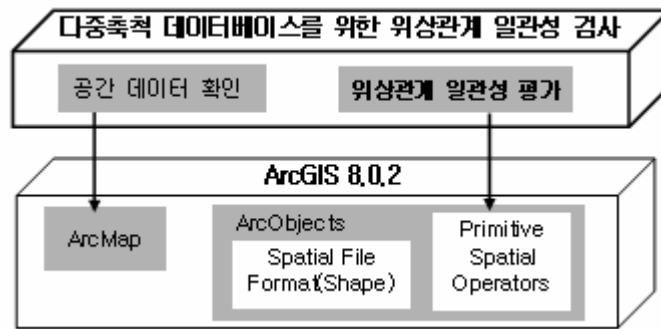 다중축척 데이터베이스를 위한 위상관계 일관성 검사
공간 데이터 확인
위상관계 일관성 평가
ArcGIS 8.0.2
ArcMap
ArcObjects
Spatial File
Format(Shape)
Primitive
Spatial
Operators